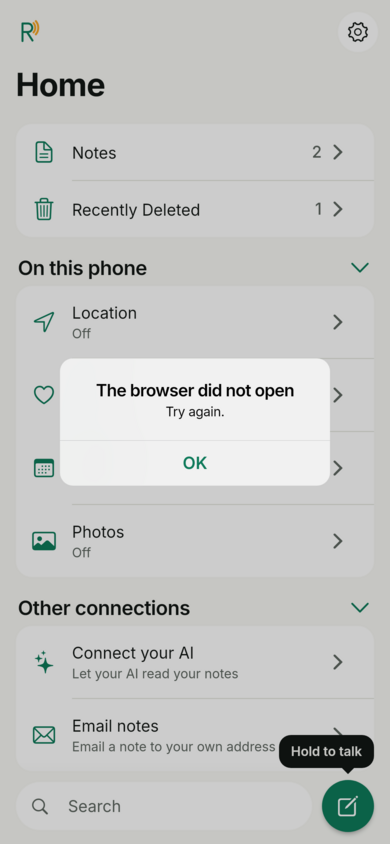 R
Home
Notes 2
Recently Deleted 1
On this phone
Location
Off
The browser did not open
Try again.
OK
Photos
Off
Other connections
Connect your AI
Let your AI read your notes
Email notes
Email a note to your own address
Hold to talk
Search